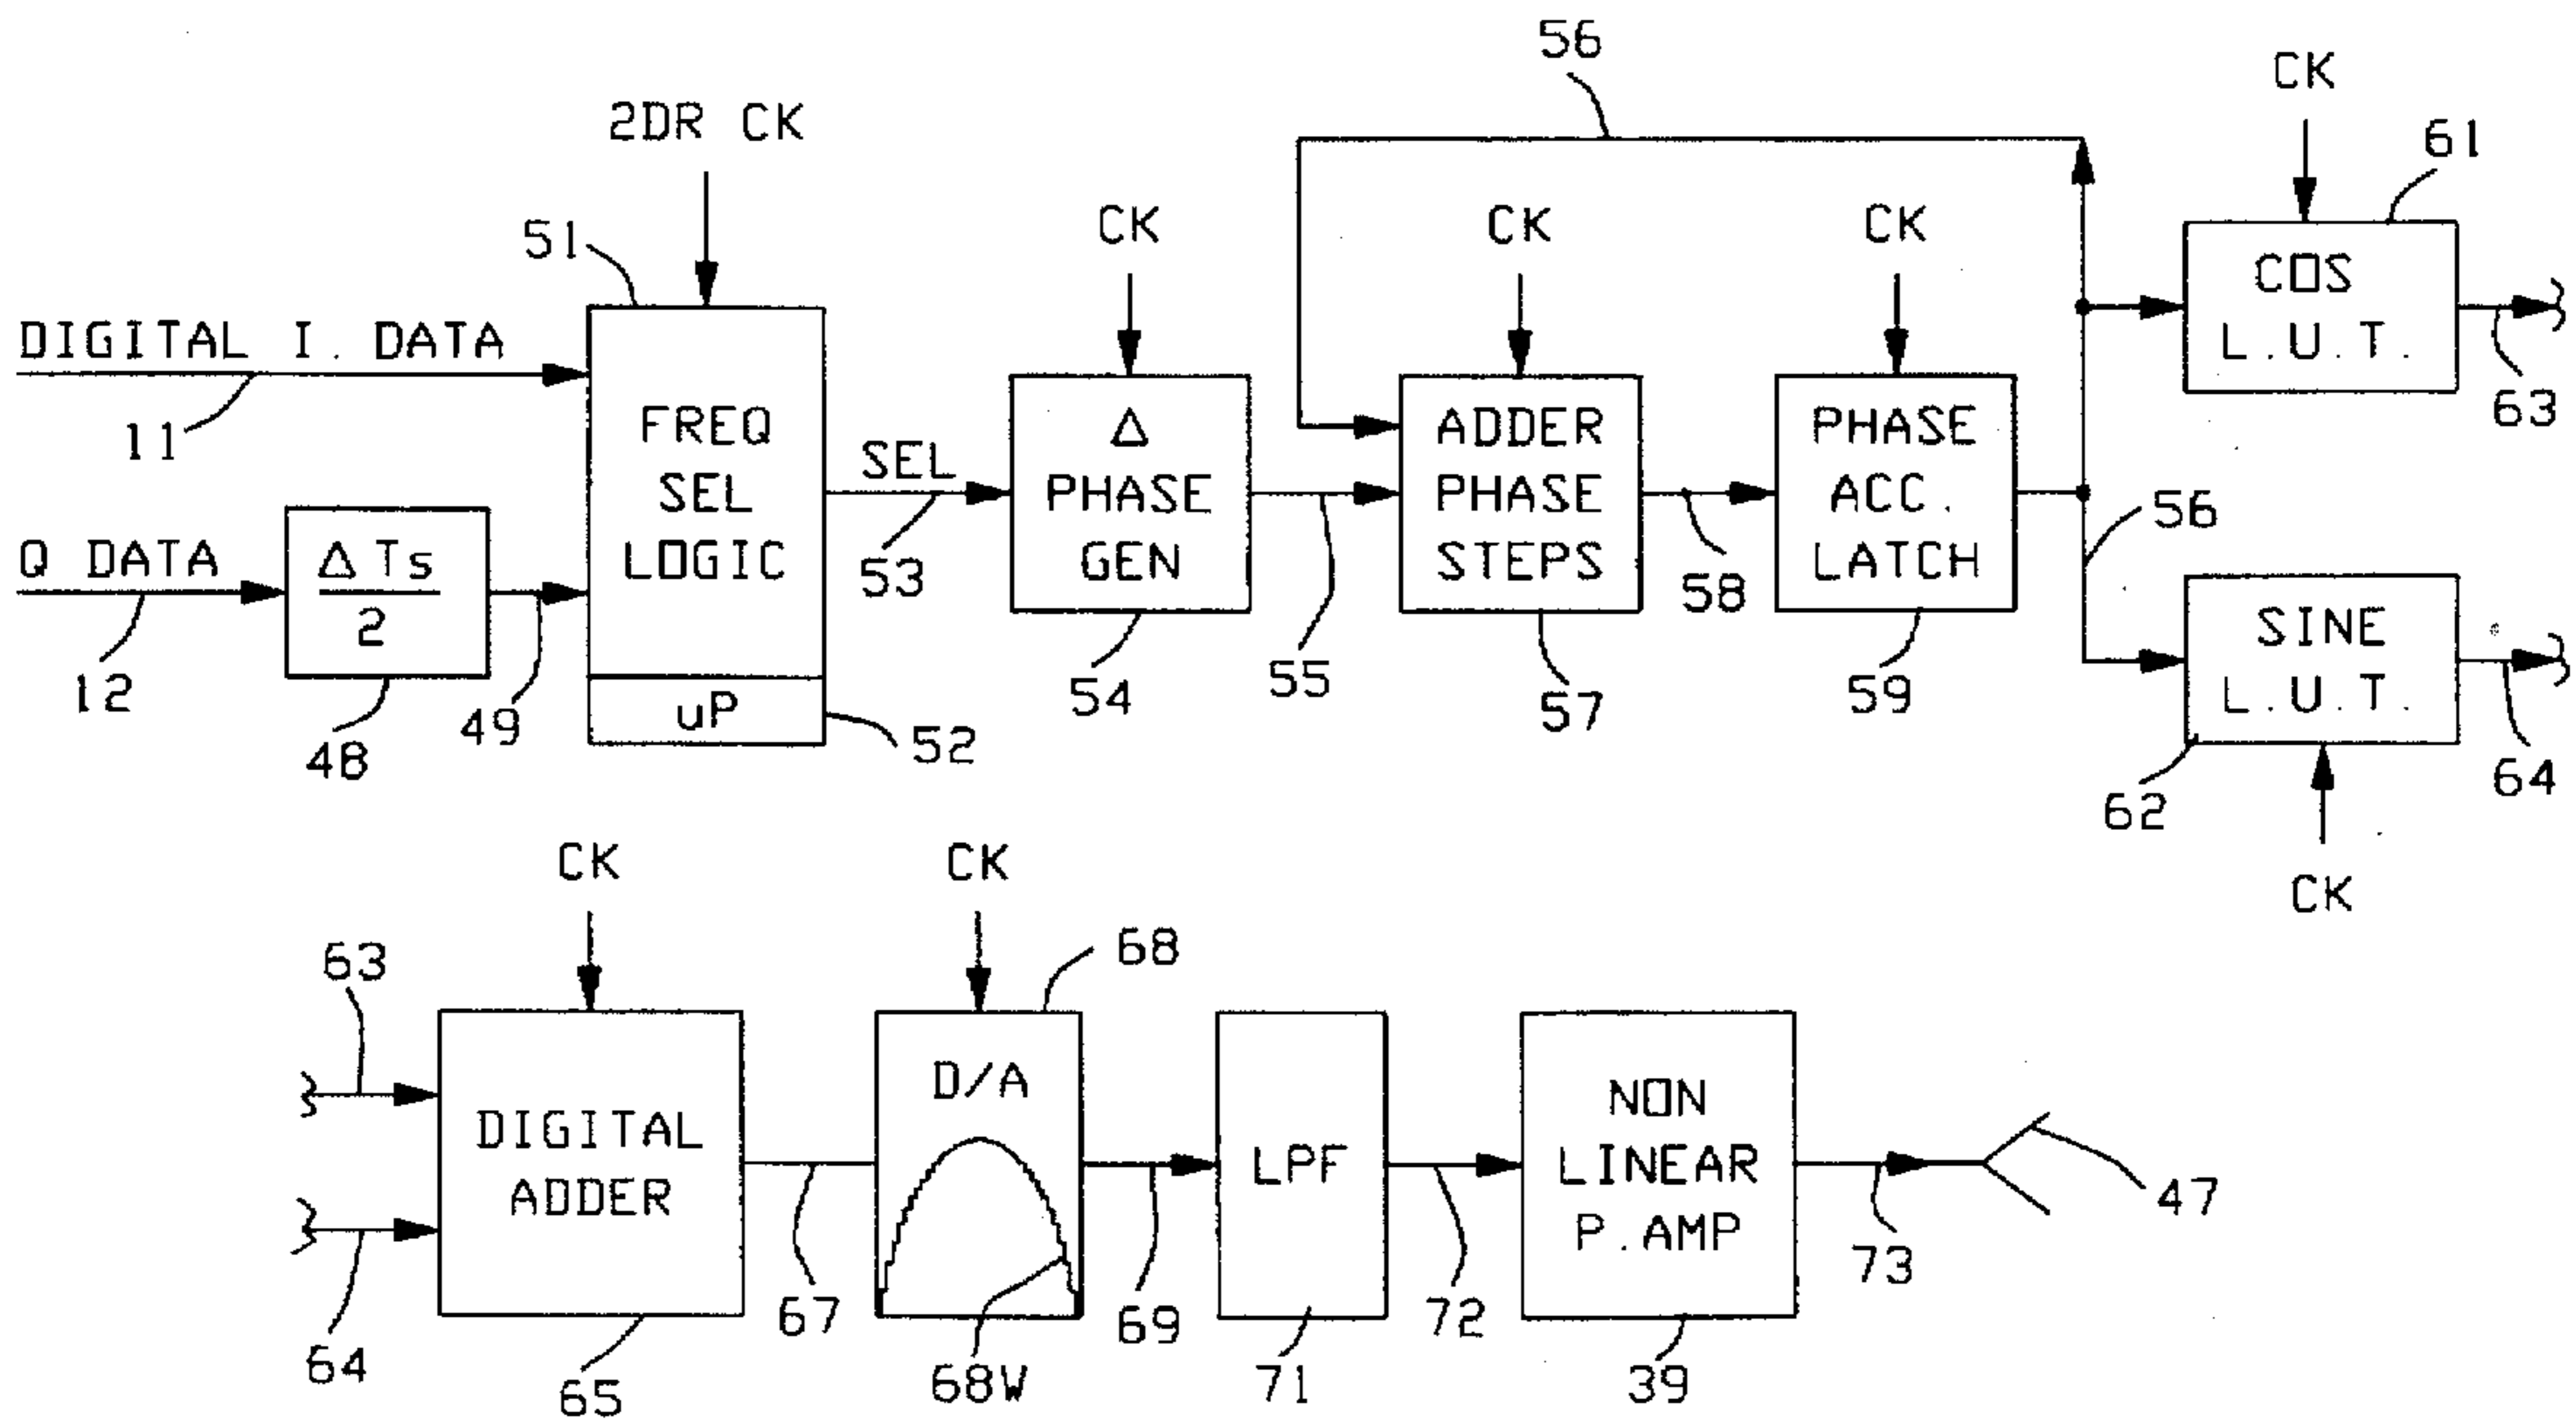 56
CK
2DR CK
61
51
CK
CK
CK
COS
L.U.T.
DIGITAL I. DATA
11
FREQ
SEL
LOGIC
SEL
53
Δ
PHASE
GEN
ADDER
PHASE
STEPS
PHASE
ACC.
LATCH
63
Q DATA
12
Δ Ts
2
48
49
uP
52
54
55
57
58
59
56
SINE
L.U.T.
62
64
CK
CK
CK
63
68
64
DIGITAL
ADDER
65
67
D/A
68W
69
LPF
71
72
NON
LINEAR
P.AMP
39
73
47